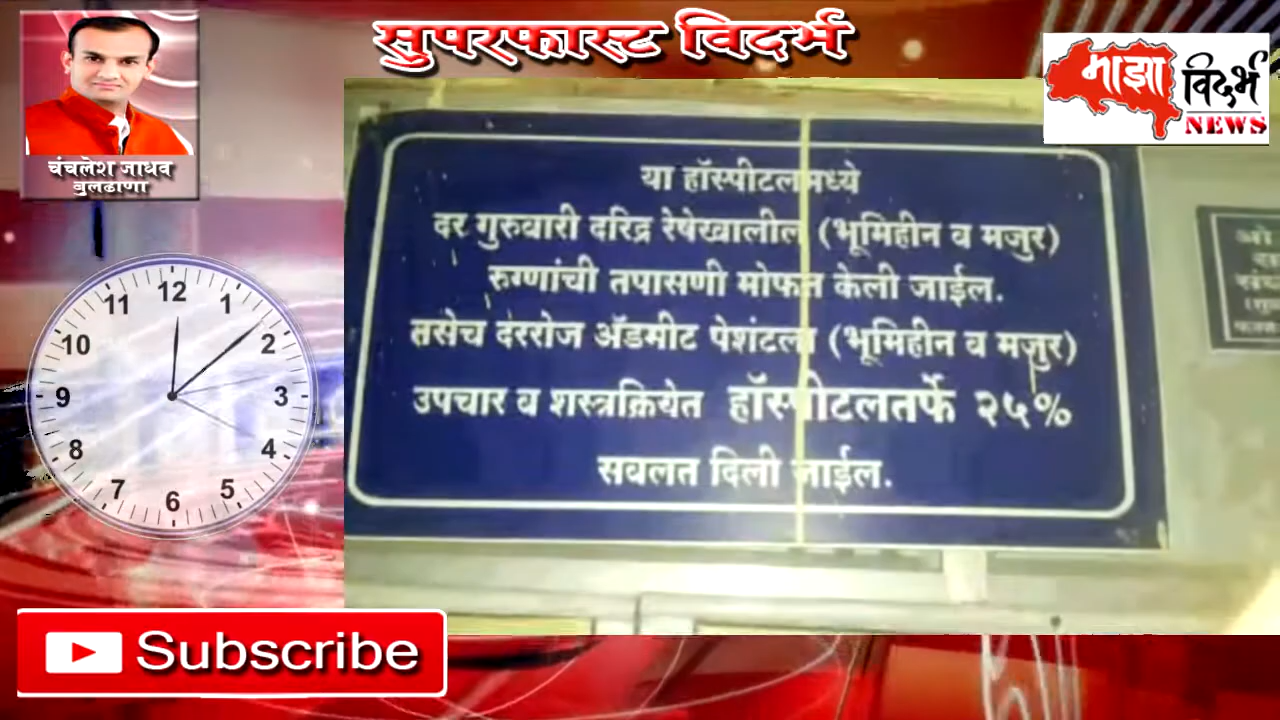 सुपरफास्ट विदर्भ
माझा विदर्भ
NEWS
चंचलेश जाधव
बुलढाणा
या हॉस्पीटलमध्ये
दर गुरुवारी दरिद्र रेषेखालील (भूमिहीन व मजुर)
रुग्णांची तपासणी मोफत केली जाईल.
तसेच दररोज ॲडमीट पेशंटला (भूमिहीन व मजुर)
उपचार व शस्त्रक्रियेत हॉस्पीटलतर्फे २५%
सवलत दिली जाईल.
12
1
2
3
4
5
6
7
8
9
10
11
Subscribe